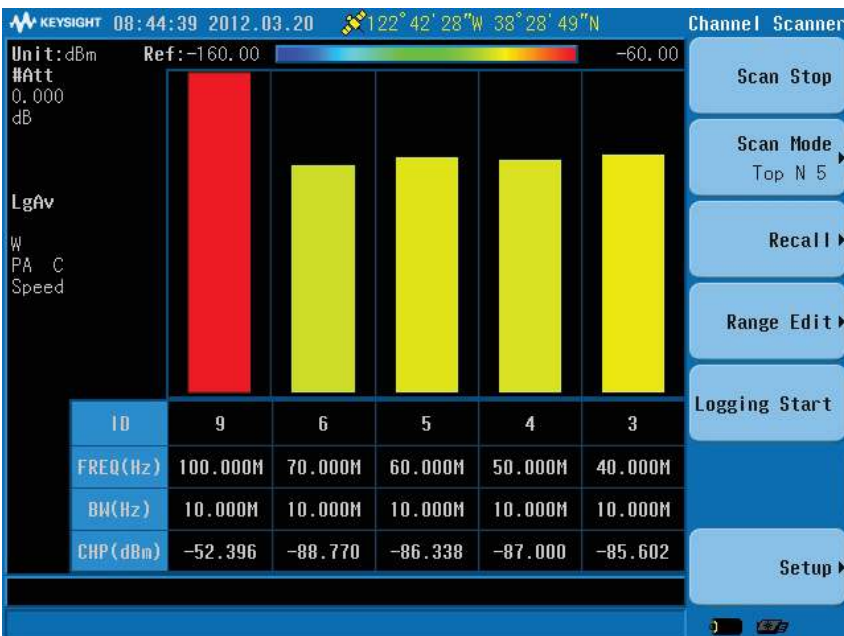 KEYSIGHT 08:44:39 2012.03.20 122°42'28"W 38°28'49"N Channel Scanner
Unit:dBm Ref:-160.00 -60.00
#Att
0.000
dB
LgAv
W
PA C
Speed
Scan Stop
Scan Mode
Top N 5
Recall
Range Edit
Logging Start
Setup
ID 9 6 5 4 3
FREQ(Hz) 100.000M 70.000M 60.000M 50.000M 40.000M
BW(Hz) 10.000M 10.000M 10.000M 10.000M 10.000M
CHP(dBm) -52.396 -88.770 -86.338 -87.000 -85.602